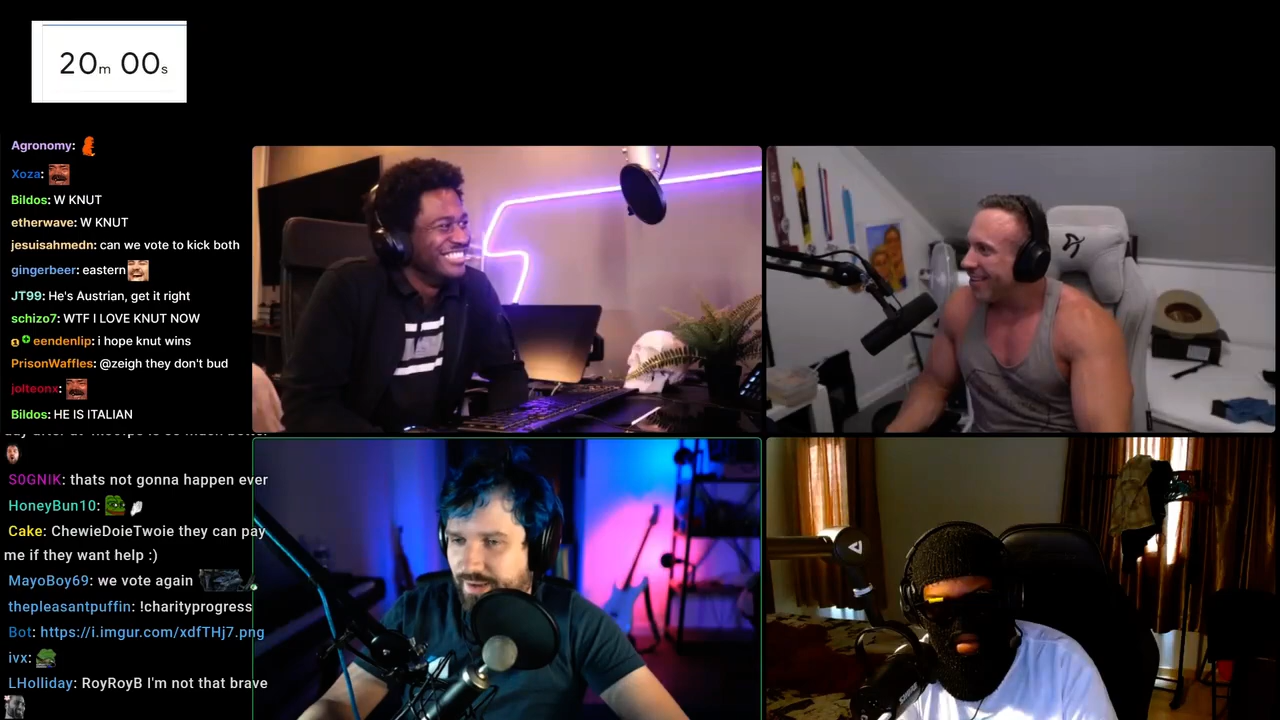 20m 00s
Agronomy:
Xoza:
Bildos: W KNUT
etherwave: W KNUT
jesuisahmedn: can we vote to kick both
gingerbeer: eastern
JT99: He's Austrian, get it right
schizo7: WTF I LOVE KNUT NOW
eendenlip: i hope knut wins
PrisonWaffles: @zeigh they don't bud
jolteonx:
Bildos: HE IS ITALIAN
S0GNIK: thats not gonna happen ever
HoneyBun10:
Cake: ChewieDoieTwoie they can pay
me if they want help :)
MayoBoy69: we vote again
thepleasantpuffin: !charityprogress
Bot: https://i.imgur.com/xdfTHj7.png
ivx:
LHolliday: RoyRoyB I'm not that brave